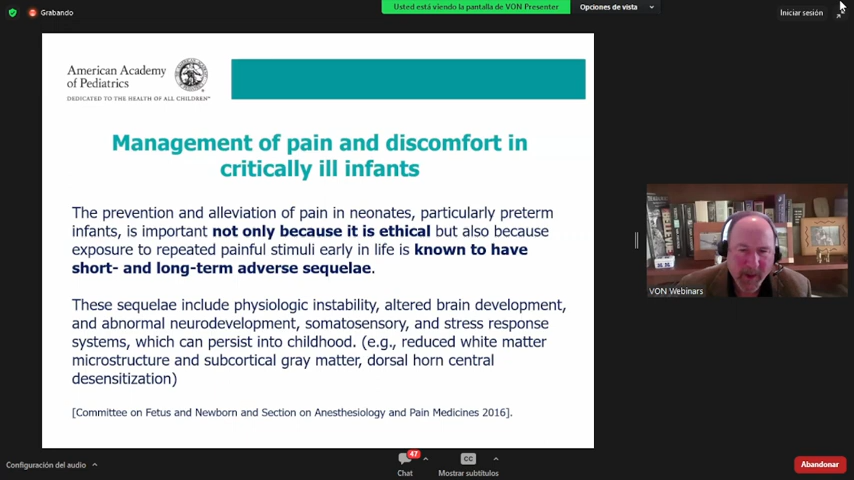 Grabando
Usted está viendo la pantalla de VON Presenter
Opciones de vista
Iniciar sesión
American Academy
of Pediatrics
DEDICATED TO THE HEALTH OF ALL CHILDREN™
Management of pain and discomfort in
critically ill infants
The prevention and alleviation of pain in neonates, particularly preterm
infants, is important not only because it is ethical but also because
exposure to repeated painful stimuli early in life is known to have
short- and long-term adverse sequelae.
These sequelae include physiologic instability, altered brain development,
and abnormal neurodevelopment, somatosensory, and stress response
systems, which can persist into childhood. (e.g., reduced white matter
microstructure and subcortical gray matter, dorsal horn central
desensitization)
[Committee on Fetus and Newborn and Section on Anesthesiology and Pain Medicines 2016].
VON Webinars
Configuración del audio
47
Chat
CC
Mostrar subtítulos
Abandonar